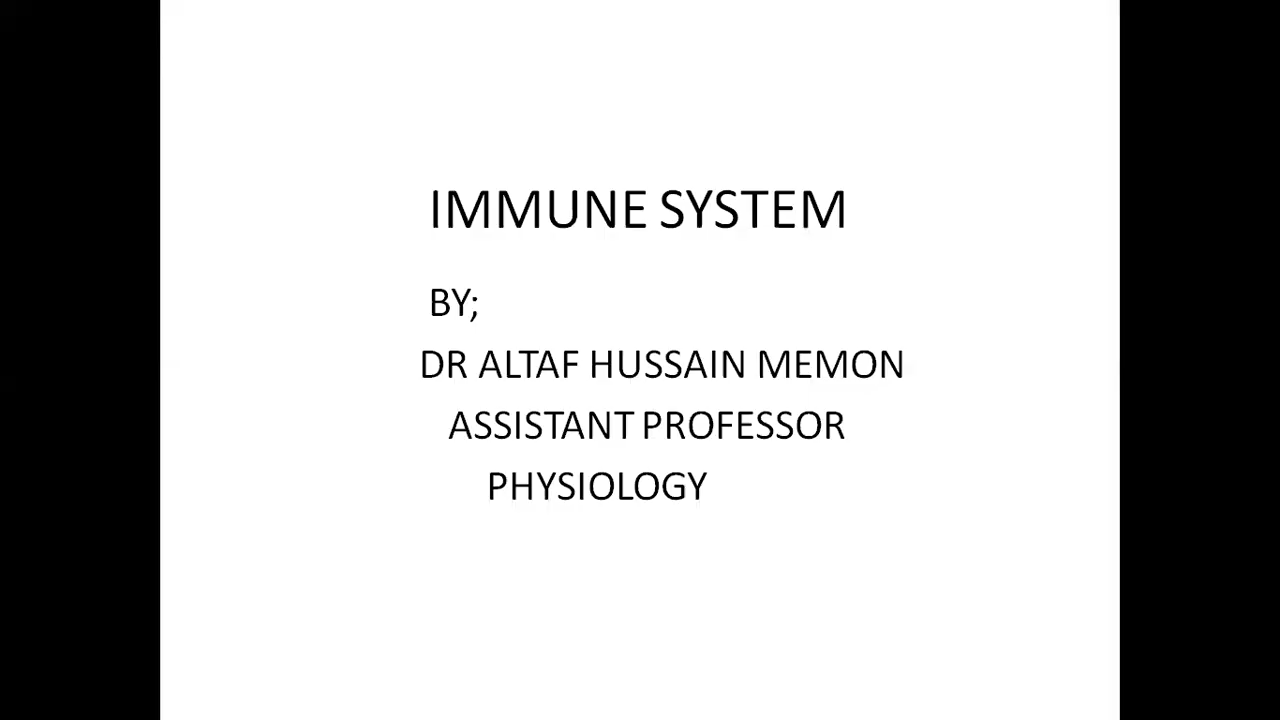 IMMUNE SYSTEM
BY;
DR ALTAF HUSSAIN MEMON
ASSISTANT PROFESSOR
PHYSIOLOGY